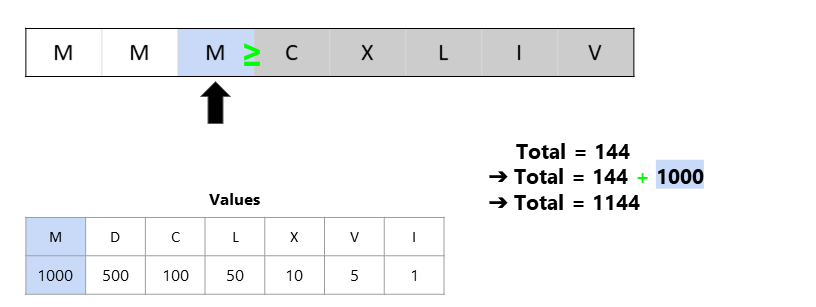 M M M ≥ C X L I V
Total = 144
➔ Total = 144 + 1000
➔ Total = 1144
Values
M D C L X V I
1000 500 100 50 10 5 1